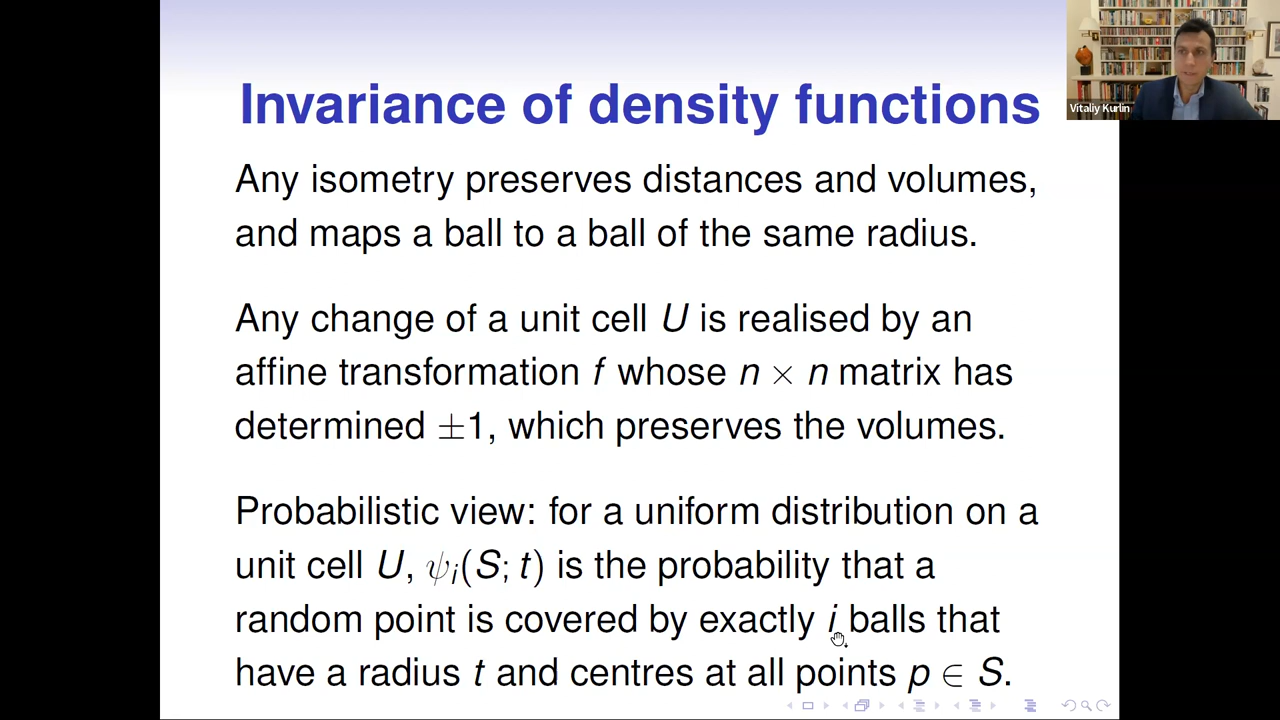 Invariance of density functions
Vitaliy Kurlin
Any isometry preserves distances and volumes,
and maps a ball to a ball of the same radius.
Any change of a unit cell U is realised by an
affine transformation f whose n × n matrix has
determined ±1, which preserves the volumes.
Probabilistic view: for a uniform distribution on a
unit cell U, ψᵢ(S; t) is the probability that a
random point is covered by exactly i balls that
have a radius t and centres at all points p ∈ S.